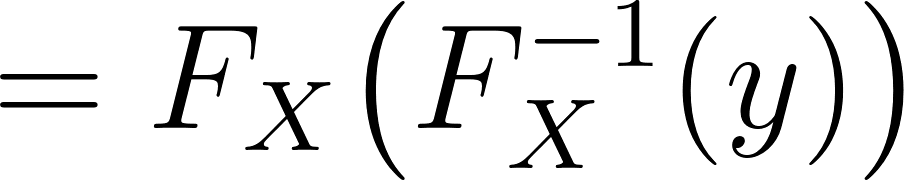 = F_X (F_X^{-1}(y))